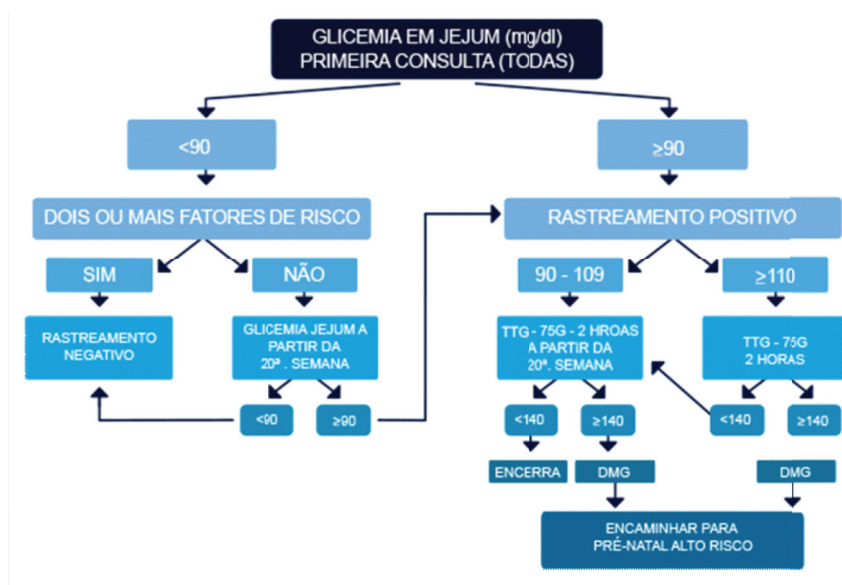 GLICEMIA EM JEJUM (mg/dl)
PRIMEIRA CONSULTA (TODAS)
<90
≥90
DOIS OU MAIS FATORES DE RISCO
RASTREAMENTO POSITIVO
SIM
NÃO
90 - 109
≥110
RASTREAMENTO
NEGATIVO
GLICEMIA JEJUM A
PARTIR DA
20ª. SEMANA
TTG - 75G - 2 HROAS
A PARTIR DA
20ª. SEMANA
TTG - 75G
2 HORAS
<90
≥90
<140
≥140
<140
≥140
ENCERRA
DMG
DMG
ENCAMINHAR PARA
PRÉ-NATAL ALTO RISCO